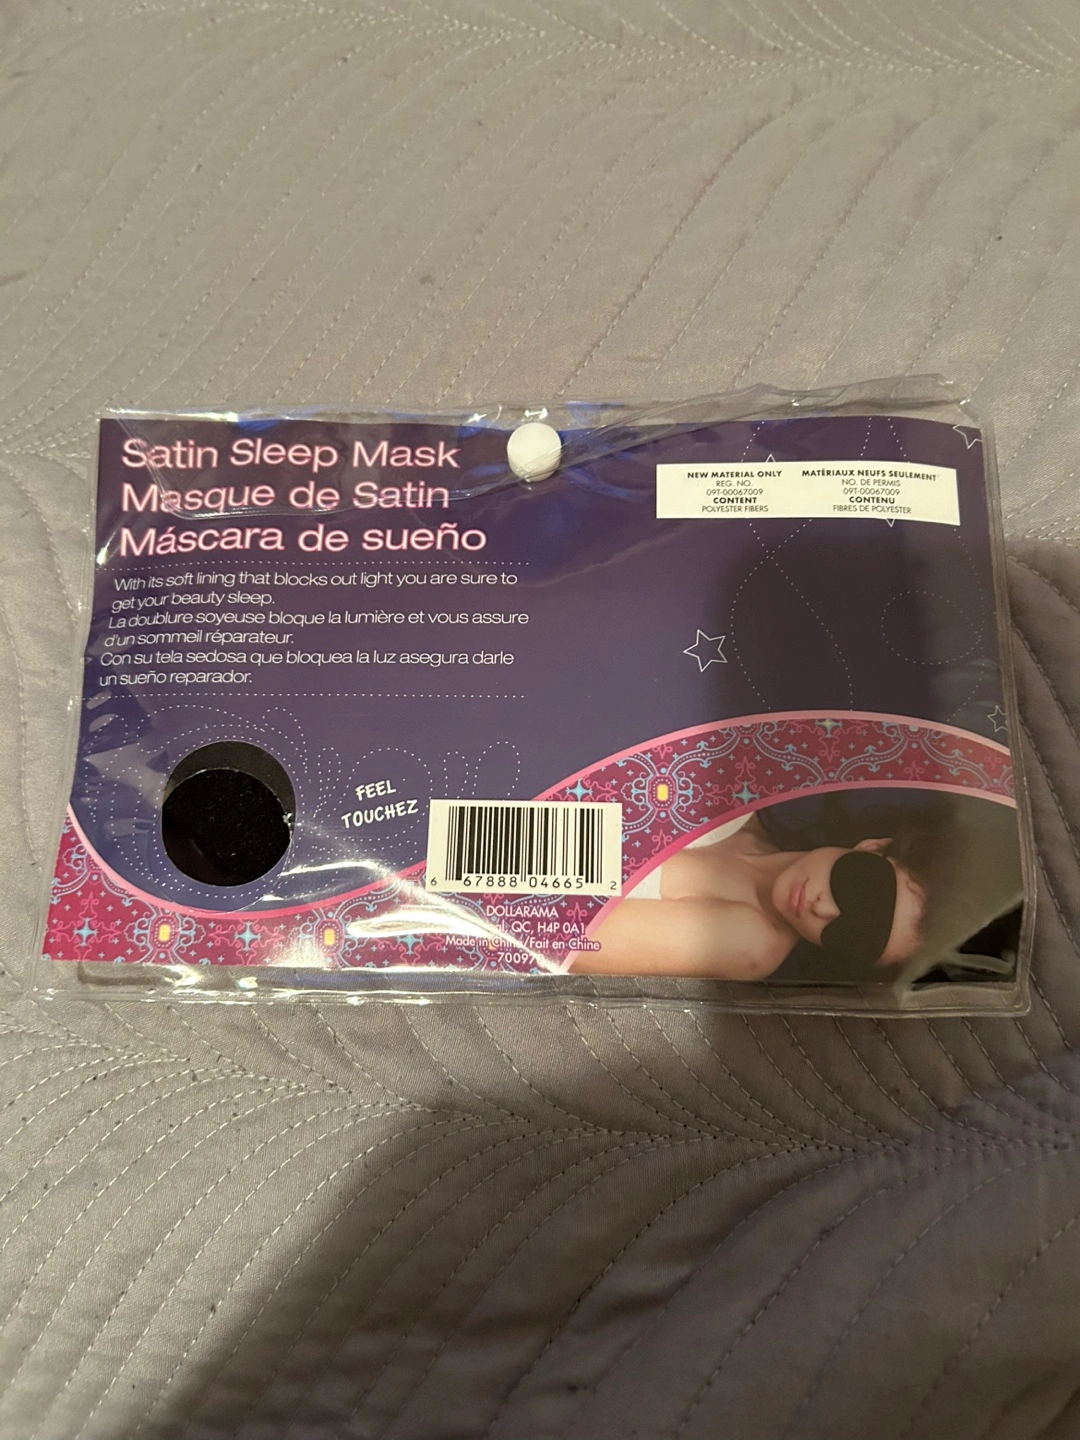 Satin Sleep Mask
Masque de Satin
Máscara de sueño
With its soft lining that blocks out light you are sure to
get your beauty sleep.
La doublure soyeuse bloque la lumière et vous assure
d'un sommeil réparateur.
Con su tela sedosa que bloquea la luz asegura darle
un sueño reparador.
NEW MATERIAL ONLY
REG. NO.
09T-00067009
CONTENT
POLYESTER FIBERS
MATÉRIAUX NEUFS SEULEMENT
NO. DE PERMIS
09T-00067009
CONTENU
FIBRES DE POLYESTER
FEEL
TOUCHEZ
6 67888 04665 2
DOLLARAMA
QC, H4P 0A1
Made in China/Fait en Chine